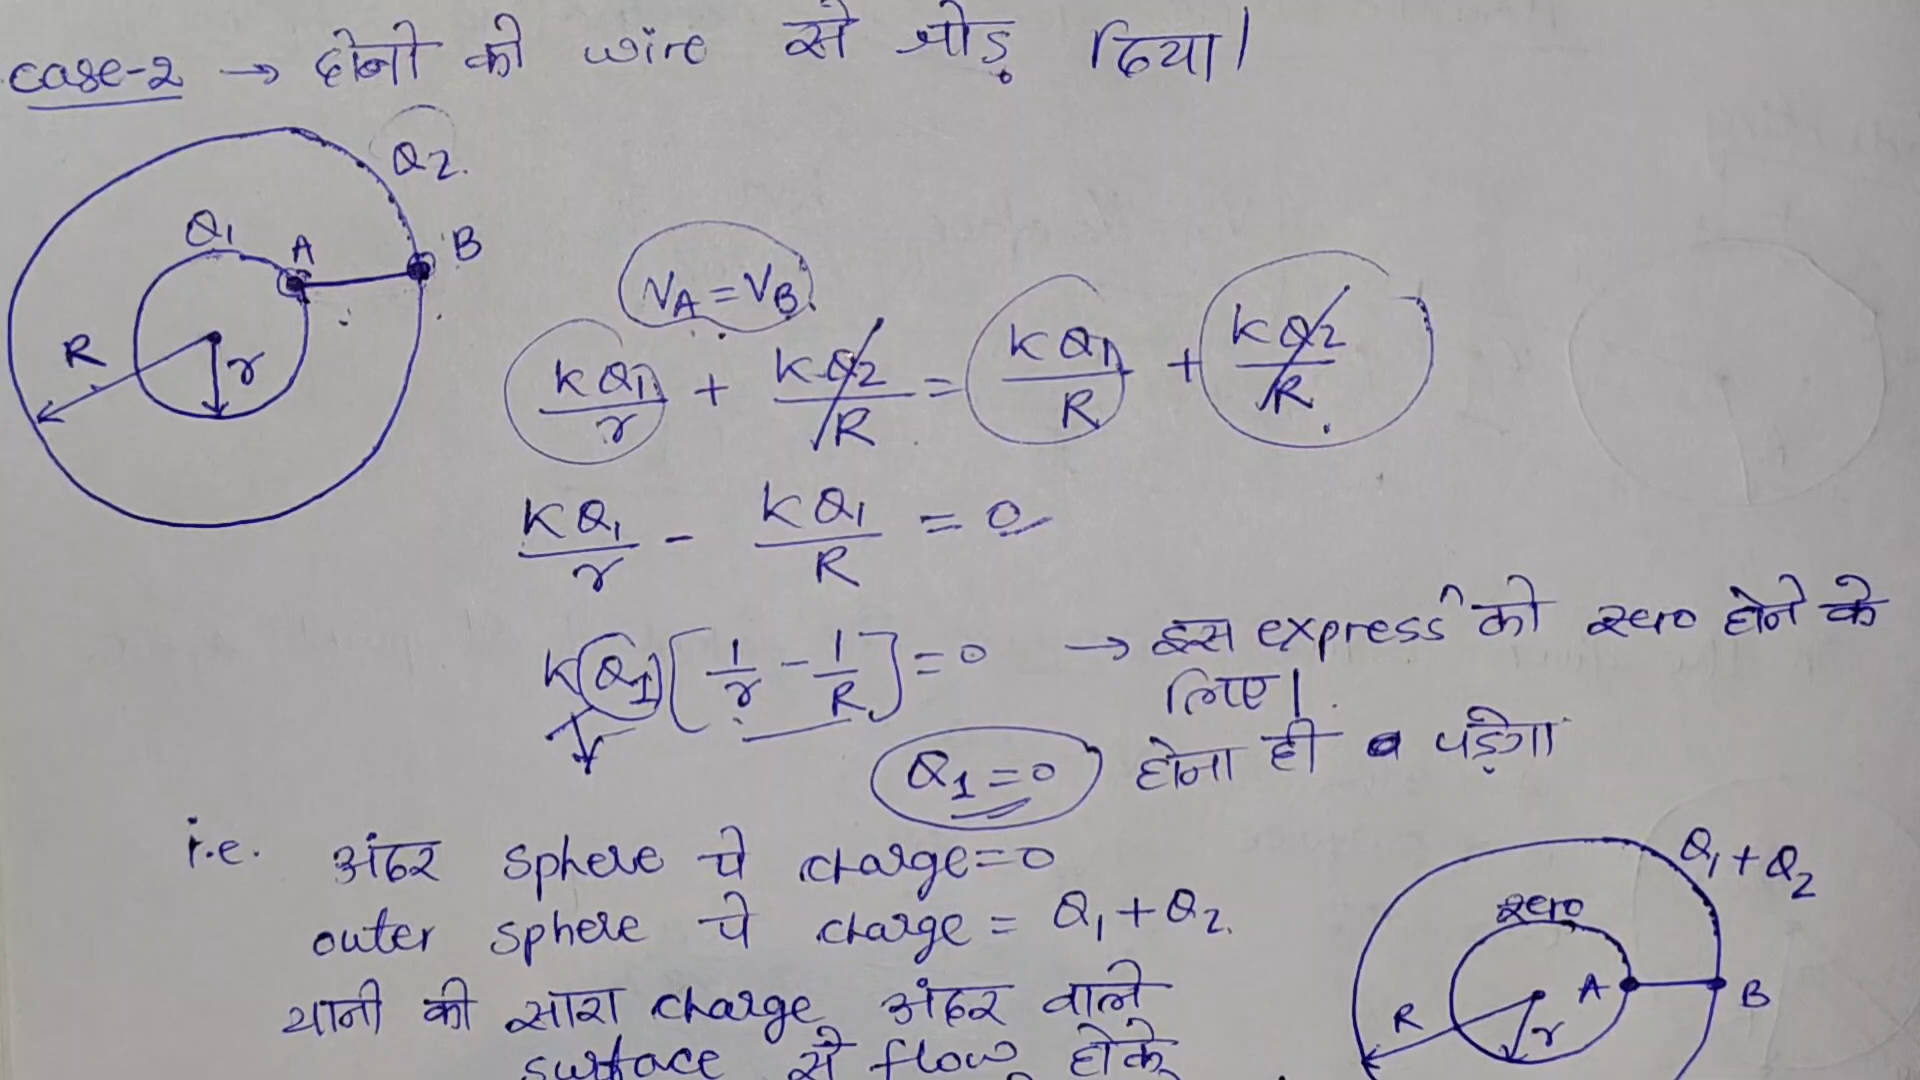 case-2 → दोनो को wire से जोड़ दिया।
Q2.
Q1 A B
R r
VA = VB
KQ1/r + KQ2/R = KQ1/R + KQ2/R
KQ1/r - KQ1/R = 0
KQ1[1/r - 1/R] = 0 → इस express^n को zero होने के
लिए।
Q1 = 0 होना ही पड़ेगा
i.e. अंदर sphere पे charge = 0
outer sphere पे charge = Q1 + Q2.
यानी की सारा charge अंदर वाले
surface से flow होके
Q1 + Q2
zero
A B
R r